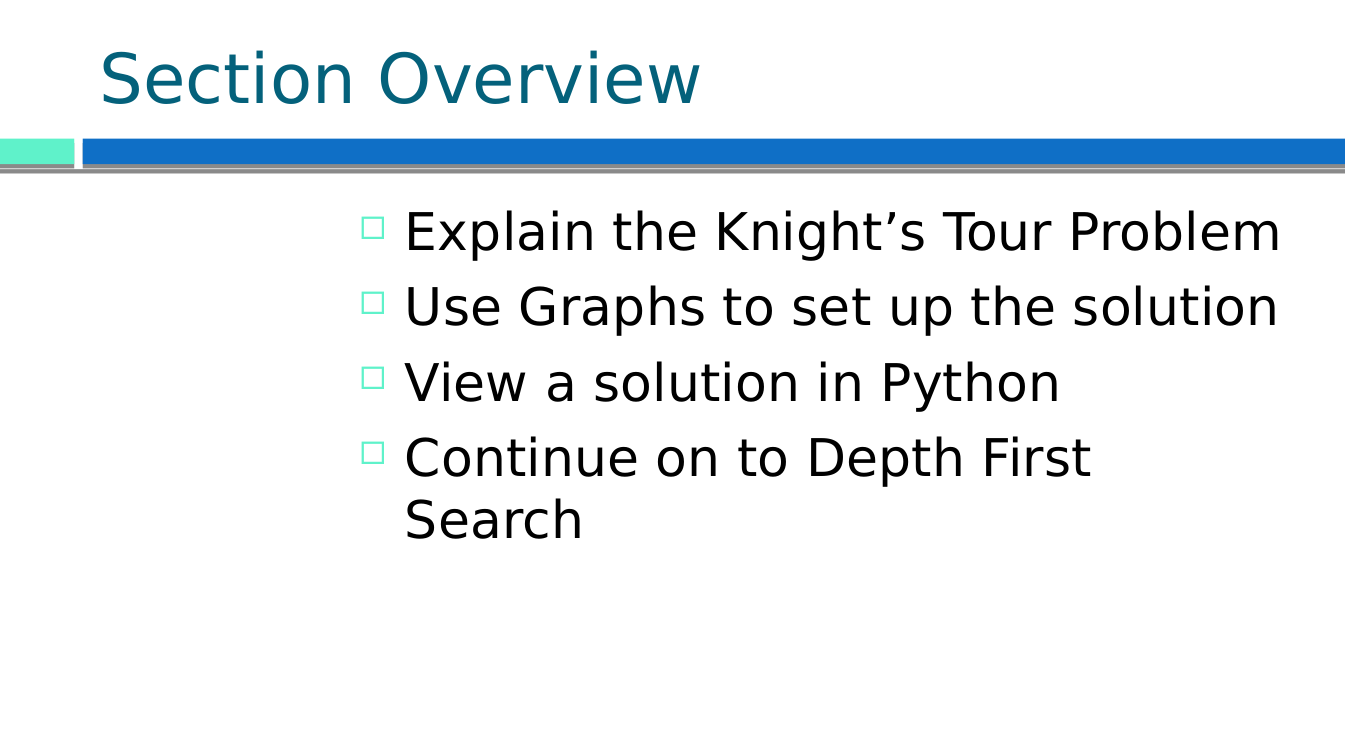 Section Overview
Explain the Knight’s Tour Problem
Use Graphs to set up the solution
View a solution in Python
Continue on to Depth First
Search